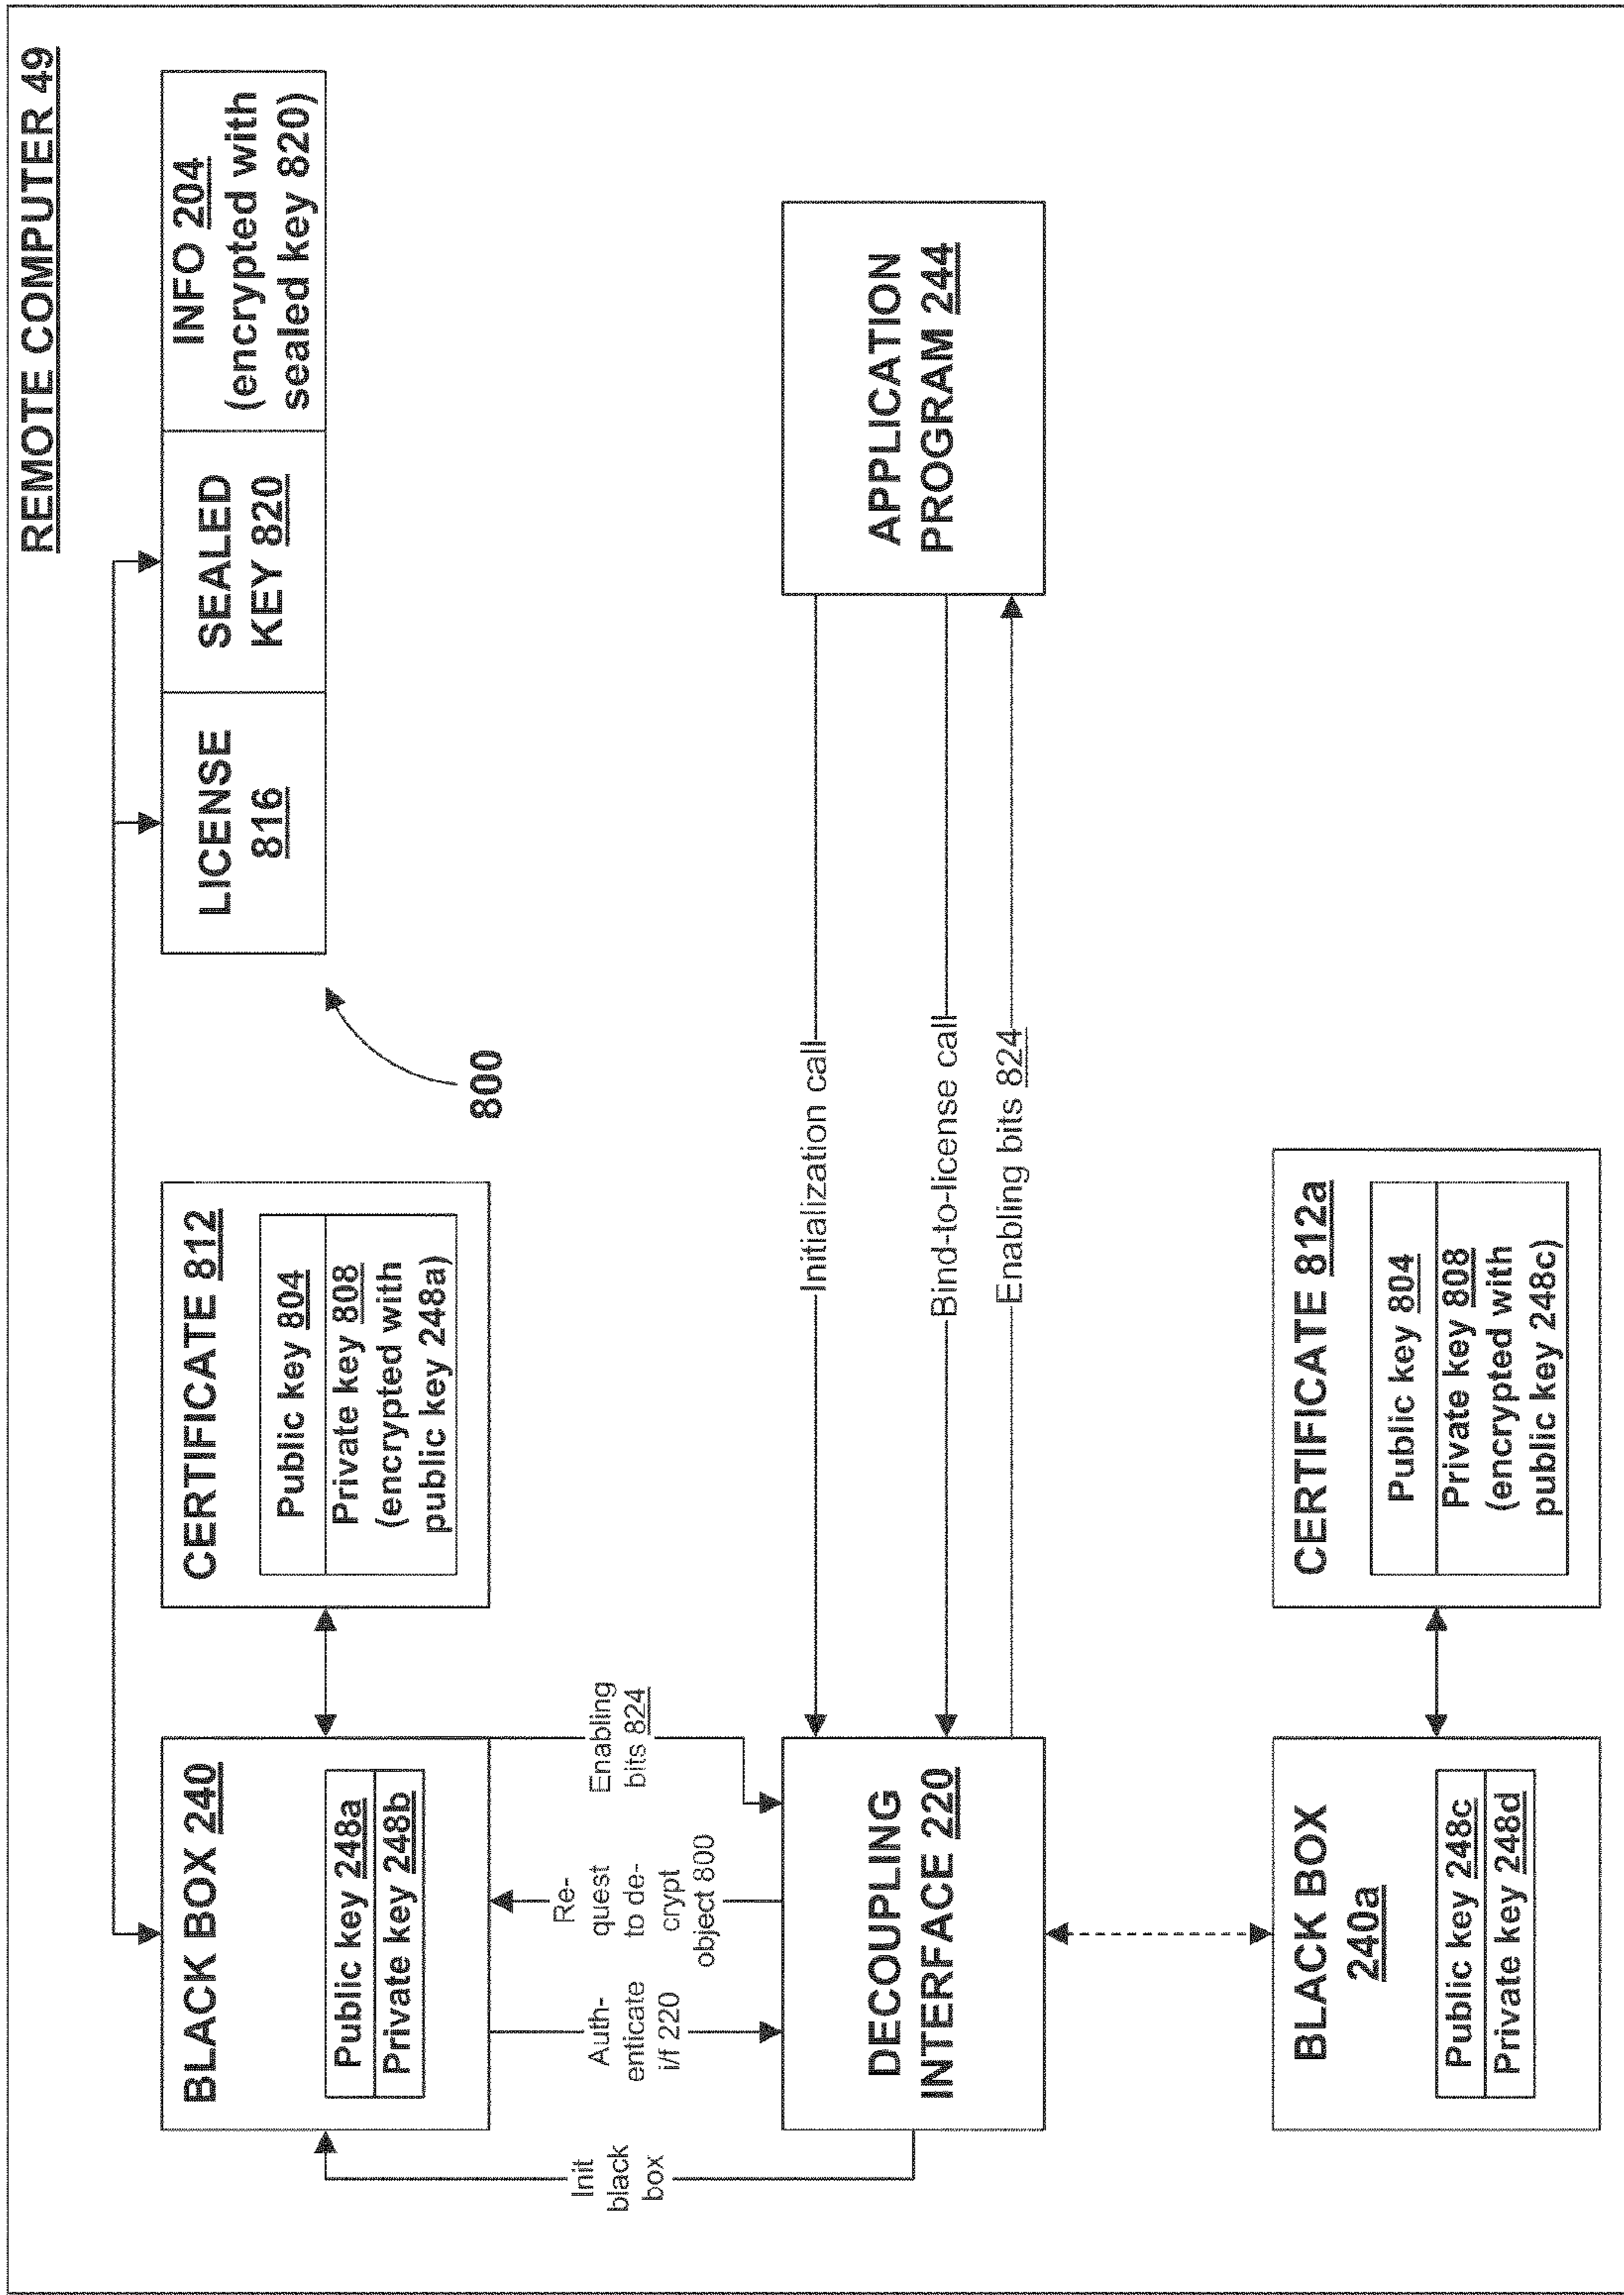 REMOTE COMPUTER 49
BLACK BOX 240
Public key 248a
Private key 248b
CERTIFICATE 812
Public key 804
Private key 808
(encrypted with
public key 248a)
LICENSE
816
SEALED
KEY 820
INFO 204
(encrypted with
sealed key 820)
800
Init
black
box
Auth-
enticate
i/f 220
Re-
quest
to de-
crypt
object 800
Enabling
bits 824
DECOUPLING
INTERFACE 220
Initialization call
Bind-to-license call
Enabling bits 824
APPLICATION
PROGRAM 244
BLACK BOX
240a
Public key 248c
Private key 248d
CERTIFICATE 812a
Public key 804
Private key 808
(encrypted with
public key 248c)